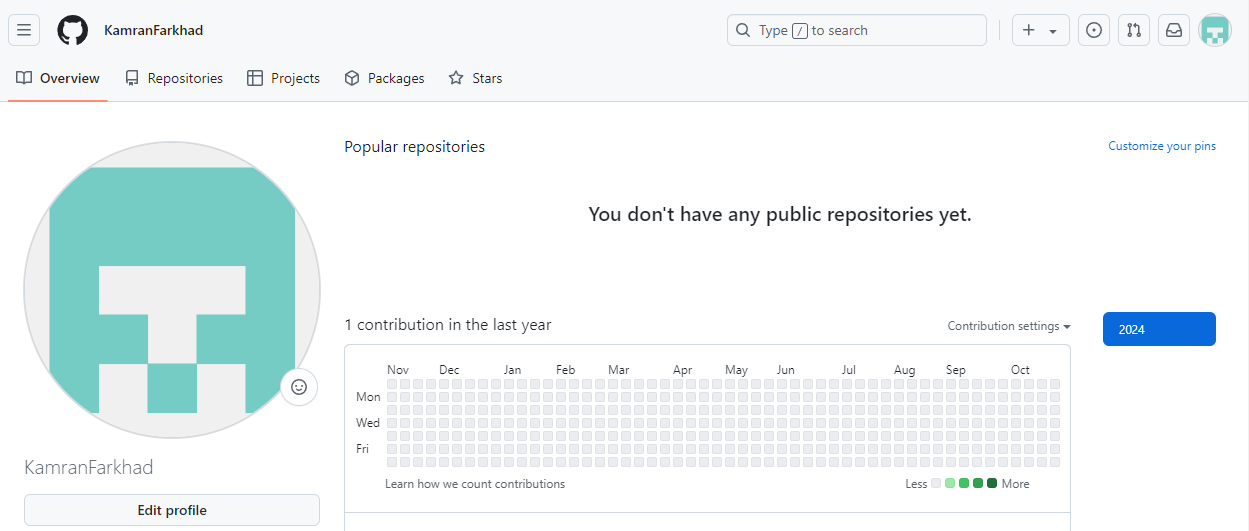 KamranFarkhad
Type / to search
Overview
Repositories
Projects
Packages
Stars
Popular repositories
Customize your pins
You don't have any public repositories yet.
1 contribution in the last year
Contribution settings
2024
Nov Dec Jan Feb Mar Apr May Jun Jul Aug Sep Oct
Mon
Wed
Fri
Learn how we count contributions
Less More
KamranFarkhad
Edit profile